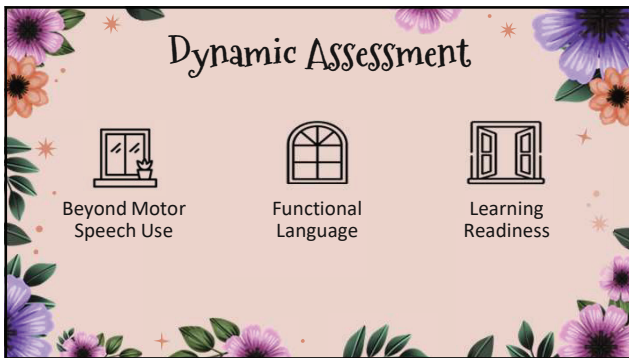 Dynamic Assessment
Beyond Motor
Speech Use
Functional
Language
Learning
Readiness